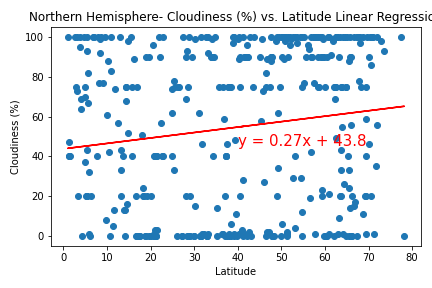 Northern Hemisphere- Cloudiness (%) vs. Latitude Linear Regressio
100
80
60
40
20
0
Cloudiness (%)
y = 0.27x + 43.8
0 10 20 30 40 50 60 70 80
Latitude